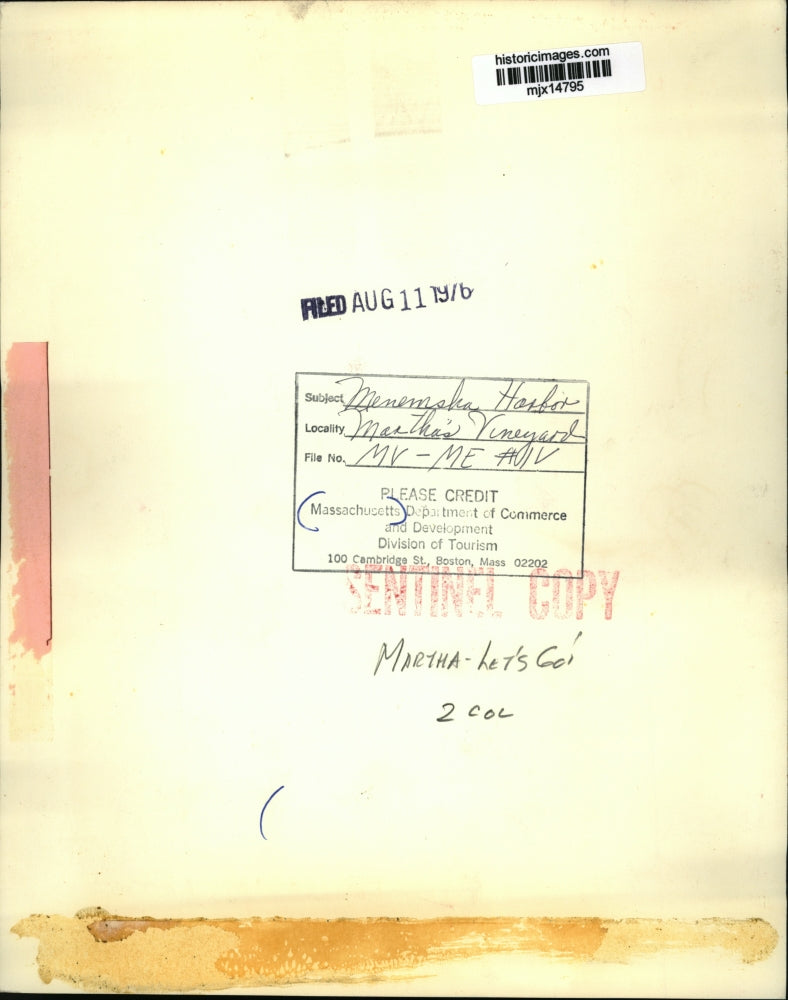 historicimages.com
mjx14795
FILED AUG 11 1976
Subject Menemsha Harbor
Locality Martha's Vineyard
File No. MV - ME #01V
PLEASE CREDIT
Massachusetts Department of Commerce
and Development
Division of Tourism
100 Cambridge St., Boston, Mass 02202
SENTINEL COPY
MARTHA - LET'S GO!
2 COL